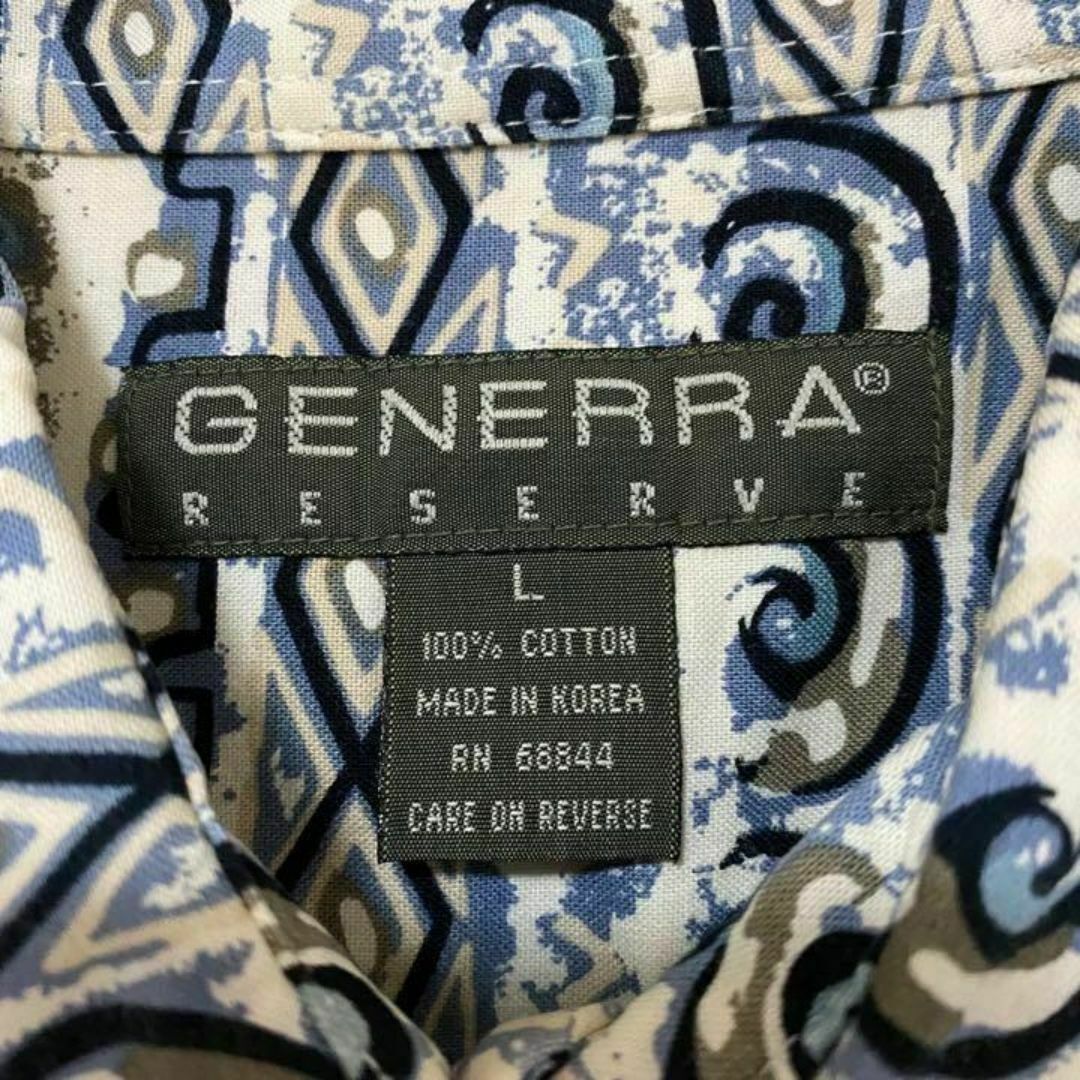 GENERRA®
RESERVE
L
100% COTTON
MADE IN KOREA
RN 68844
CARE ON REVERSE